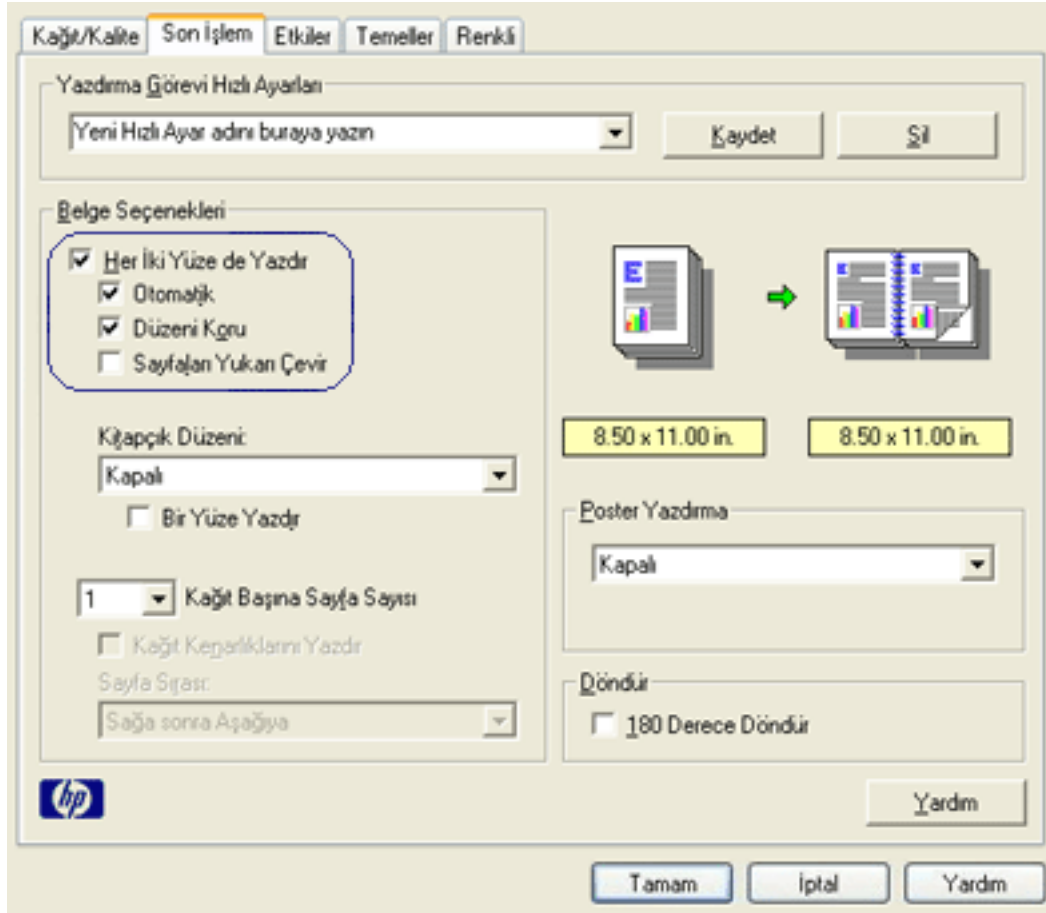 Kağıt/Kalite Son İşlem Etkiler Temeller Renkli
Yazdırma Görevi Hızlı Ayarları
Yeni Hızlı Ayar adını buraya yazın
Kaydet Sil
Belge Seçenekleri
Her İki Yüze de Yazdır
Otomatik
Düzeni Koru
Sayfaları Yukarı Çevir
Kitapçık Düzeni:
Kapalı
Bir Yüze Yazdır
1 Kağıt Başına Sayfa Sayısı
Kağıt Kenarlıklarını Yazdır
Sayfa Sırası:
Sağa sonra Aşağıya
E
E E
8.50 x 11.00 in. 8.50 x 11.00 in.
Poster Yazdırma
Kapalı
Döndür
180 Derece Döndür
hp
Yardım
Tamam İptal Yardım